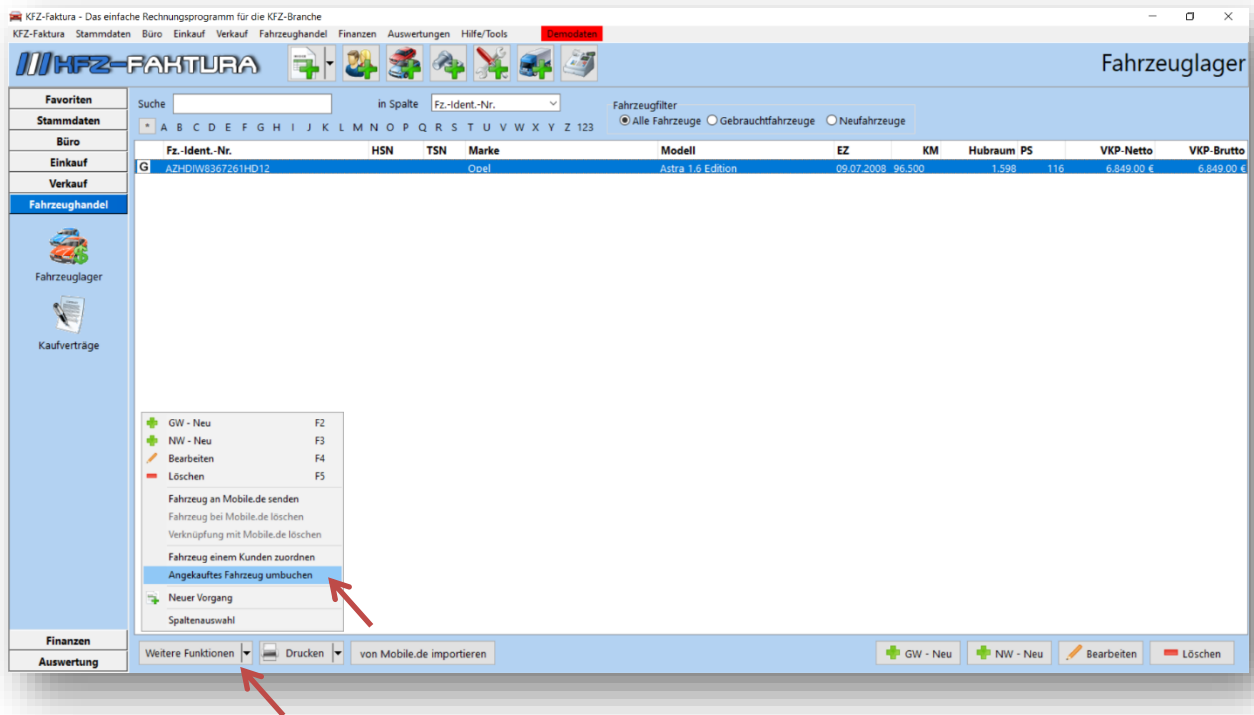 KFZ-Faktura - Das einfache Rechnungsprogramm für die KFZ-Branche
KFZ-Faktura Stammdaten Büro Einkauf Verkauf Fahrzeughandel Finanzen Auswertungen Hilfe/Tools Demodaten
KFZ-FAKTURA Fahrzeuglager
Favoriten
Stammdaten
Büro
Einkauf
Verkauf
Fahrzeughandel
Fahrzeuglager
Kaufverträge
Finanzen
Auswertung
Suche in Spalte Fz.-Ident.-Nr. Fahrzeugfilter
Alle Fahrzeuge Gebrauchtfahrzeuge Neufahrzeuge
* A B C D E F G H I J K L M N O P Q R S T U V W X Y Z 123
Fz.-Ident.-Nr. HSN TSN Marke Modell EZ KM Hubraum PS VKP-Netto VKP-Brutto
G AZHDIW8367261HD12 Opel Astra 1.6 Edition 09.07.2008 96.500 1.598 116 6.849,00 € 6.849,00 €
GW - Neu F2
NW - Neu F3
Bearbeiten F4
Löschen F5
Fahrzeug an Mobile.de senden
Fahrzeug bei Mobile.de löschen
Verknüpfung mit Mobile.de löschen
Fahrzeug einem Kunden zuordnen
Angekauftes Fahrzeug umbuchen
Neuer Vorgang
Spaltenauswahl
Weitere Funktionen Drucken von Mobile.de importieren GW - Neu NW - Neu Bearbeiten Löschen